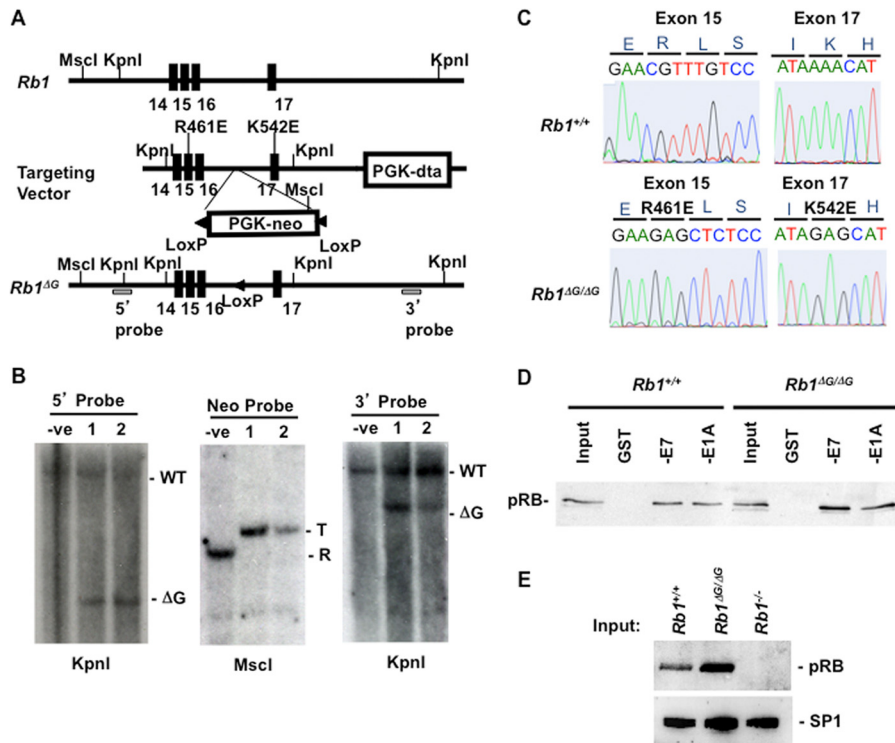 A
MscI KpnI KpnI
Rb1
14 15 16 17
R461E K542E
KpnI KpnI
Targeting Vector
PGK-dta
14 15 16 17 MscI
PGK-neo
LoxP LoxP
MscI KpnI KpnI KpnI KpnI
Rb1ΔG
14 15 16 LoxP 17
5' probe
3' probe
B
5' Probe
-ve 1 2
- WT
- ΔG
KpnI
Neo Probe
-ve 1 2
- T
- R
MscI
3' Probe
-ve 1 2
- WT
ΔG
KpnI
C
Exon 15 Exon 17
E R L S I K H
GAACGTTTGTCC ATAAAACAT
Rb1+/+
Exon 15 Exon 17
E R461E L S I K542E H
GAAGAGCTCTCC ATAGAGCAT
Rb1ΔG/ΔG
D
Rb1+/+ Rb1ΔG/ΔG
Input GST -E7 -E1A Input GST -E7 -E1A
pRB-
E
Input: Rb1+/+ Rb1ΔG/ΔG Rb1-/-
- pRB
- SP1